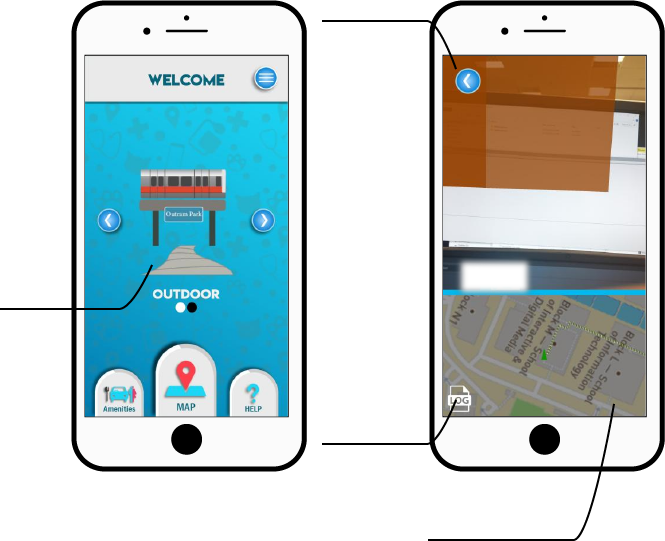 WELCOME
Outram Park
OUTDOOR
Amenities
MAP
HELP
Block N1
Block M – School
of Interactive &
Digital Media
Block L – School
of Information
Technology
LOG